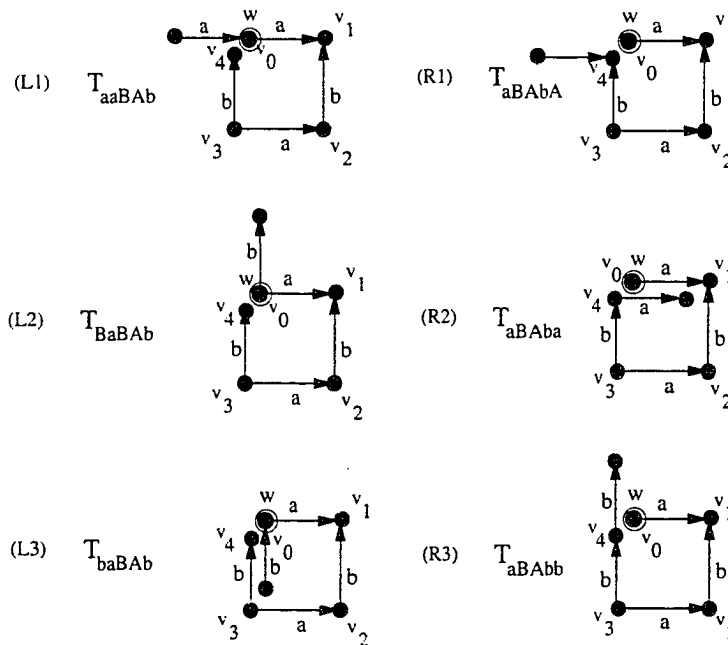 (L1) T_aaBAb a w a v_1 v_4 v_0 b b v_3 a v_2
(R1) T_aBAbA w a v v_4 v_0 b b v_3 a v_2
(L2) T_BaBAb b w a v_1 v_4 v_0 b b v_3 a v_2
(R2) T_aBAba v_0 w a v v_4 a b b v_3 a v_2
(L3) T_baBAb w a v_1 v_4 v_0 b b b v_3 a v_2
(R3) T_aBAbb b w a v_1 v_4 v_0 b b v_3 a v